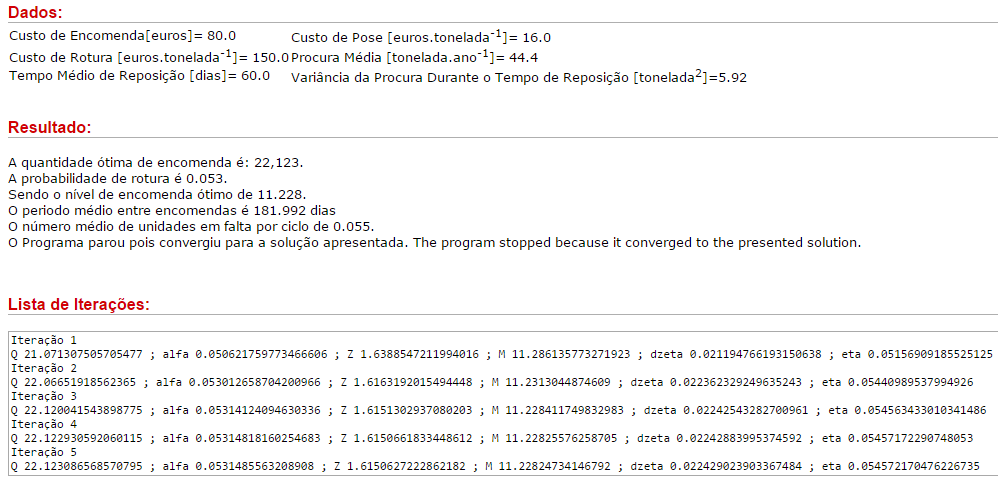 Dados:
Custo de Encomenda[euros]= 80.0 Custo de Pose [euros.tonelada-1]= 16.0
Custo de Rotura [euros.tonelada-1]= 150.0 Procura Média [tonelada.ano-1]= 44.4
Tempo Médio de Reposição [dias]= 60.0 Variância da Procura Durante o Tempo de Reposição [tonelada2]=5.92
Resultado:
A quantidade ótima de encomenda é: 22,123.
A probabilidade de rotura é 0.053.
Sendo o nível de encomenda ótimo de 11.228.
O periodo médio entre encomendas é 181.992 dias
O número médio de unidades em falta por ciclo de 0.055.
O Programa parou pois convergiu para a solução apresentada. The program stopped because it converged to the presented solution.
Lista de Iterações:
Iteração 1
Q 21.071307505705477 ; alfa 0.050621759773466606 ; Z 1.6388547211994016 ; M 11.286135773271923 ; dzeta 0.021194766193150638 ; eta 0.05156909185525125
Iteração 2
Q 22.06651918562365 ; alfa 0.053012658704200966 ; Z 1.6163192015494448 ; M 11.2313044874609 ; dzeta 0.022362329249635243 ; eta 0.05440989537994926
Iteração 3
Q 22.120041543898775 ; alfa 0.05314124094630336 ; Z 1.6151302937080203 ; M 11.228411749832983 ; dzeta 0.02242543282700961 ; eta 0.054563433010341486
Iteração 4
Q 22.122930592060115 ; alfa 0.05314818160254683 ; Z 1.6150661833448612 ; M 11.22825576258705 ; dzeta 0.02242883995374592 ; eta 0.05457172290748053
Iteração 5
Q 22.123086568570795 ; alfa 0.0531485563208908 ; Z 1.6150627222862182 ; M 11.22824734146792 ; dzeta 0.022429023903367484 ; eta 0.054572170476226735